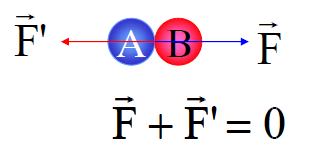 F⃗' A B F⃗
F⃗ + F⃗' = 0